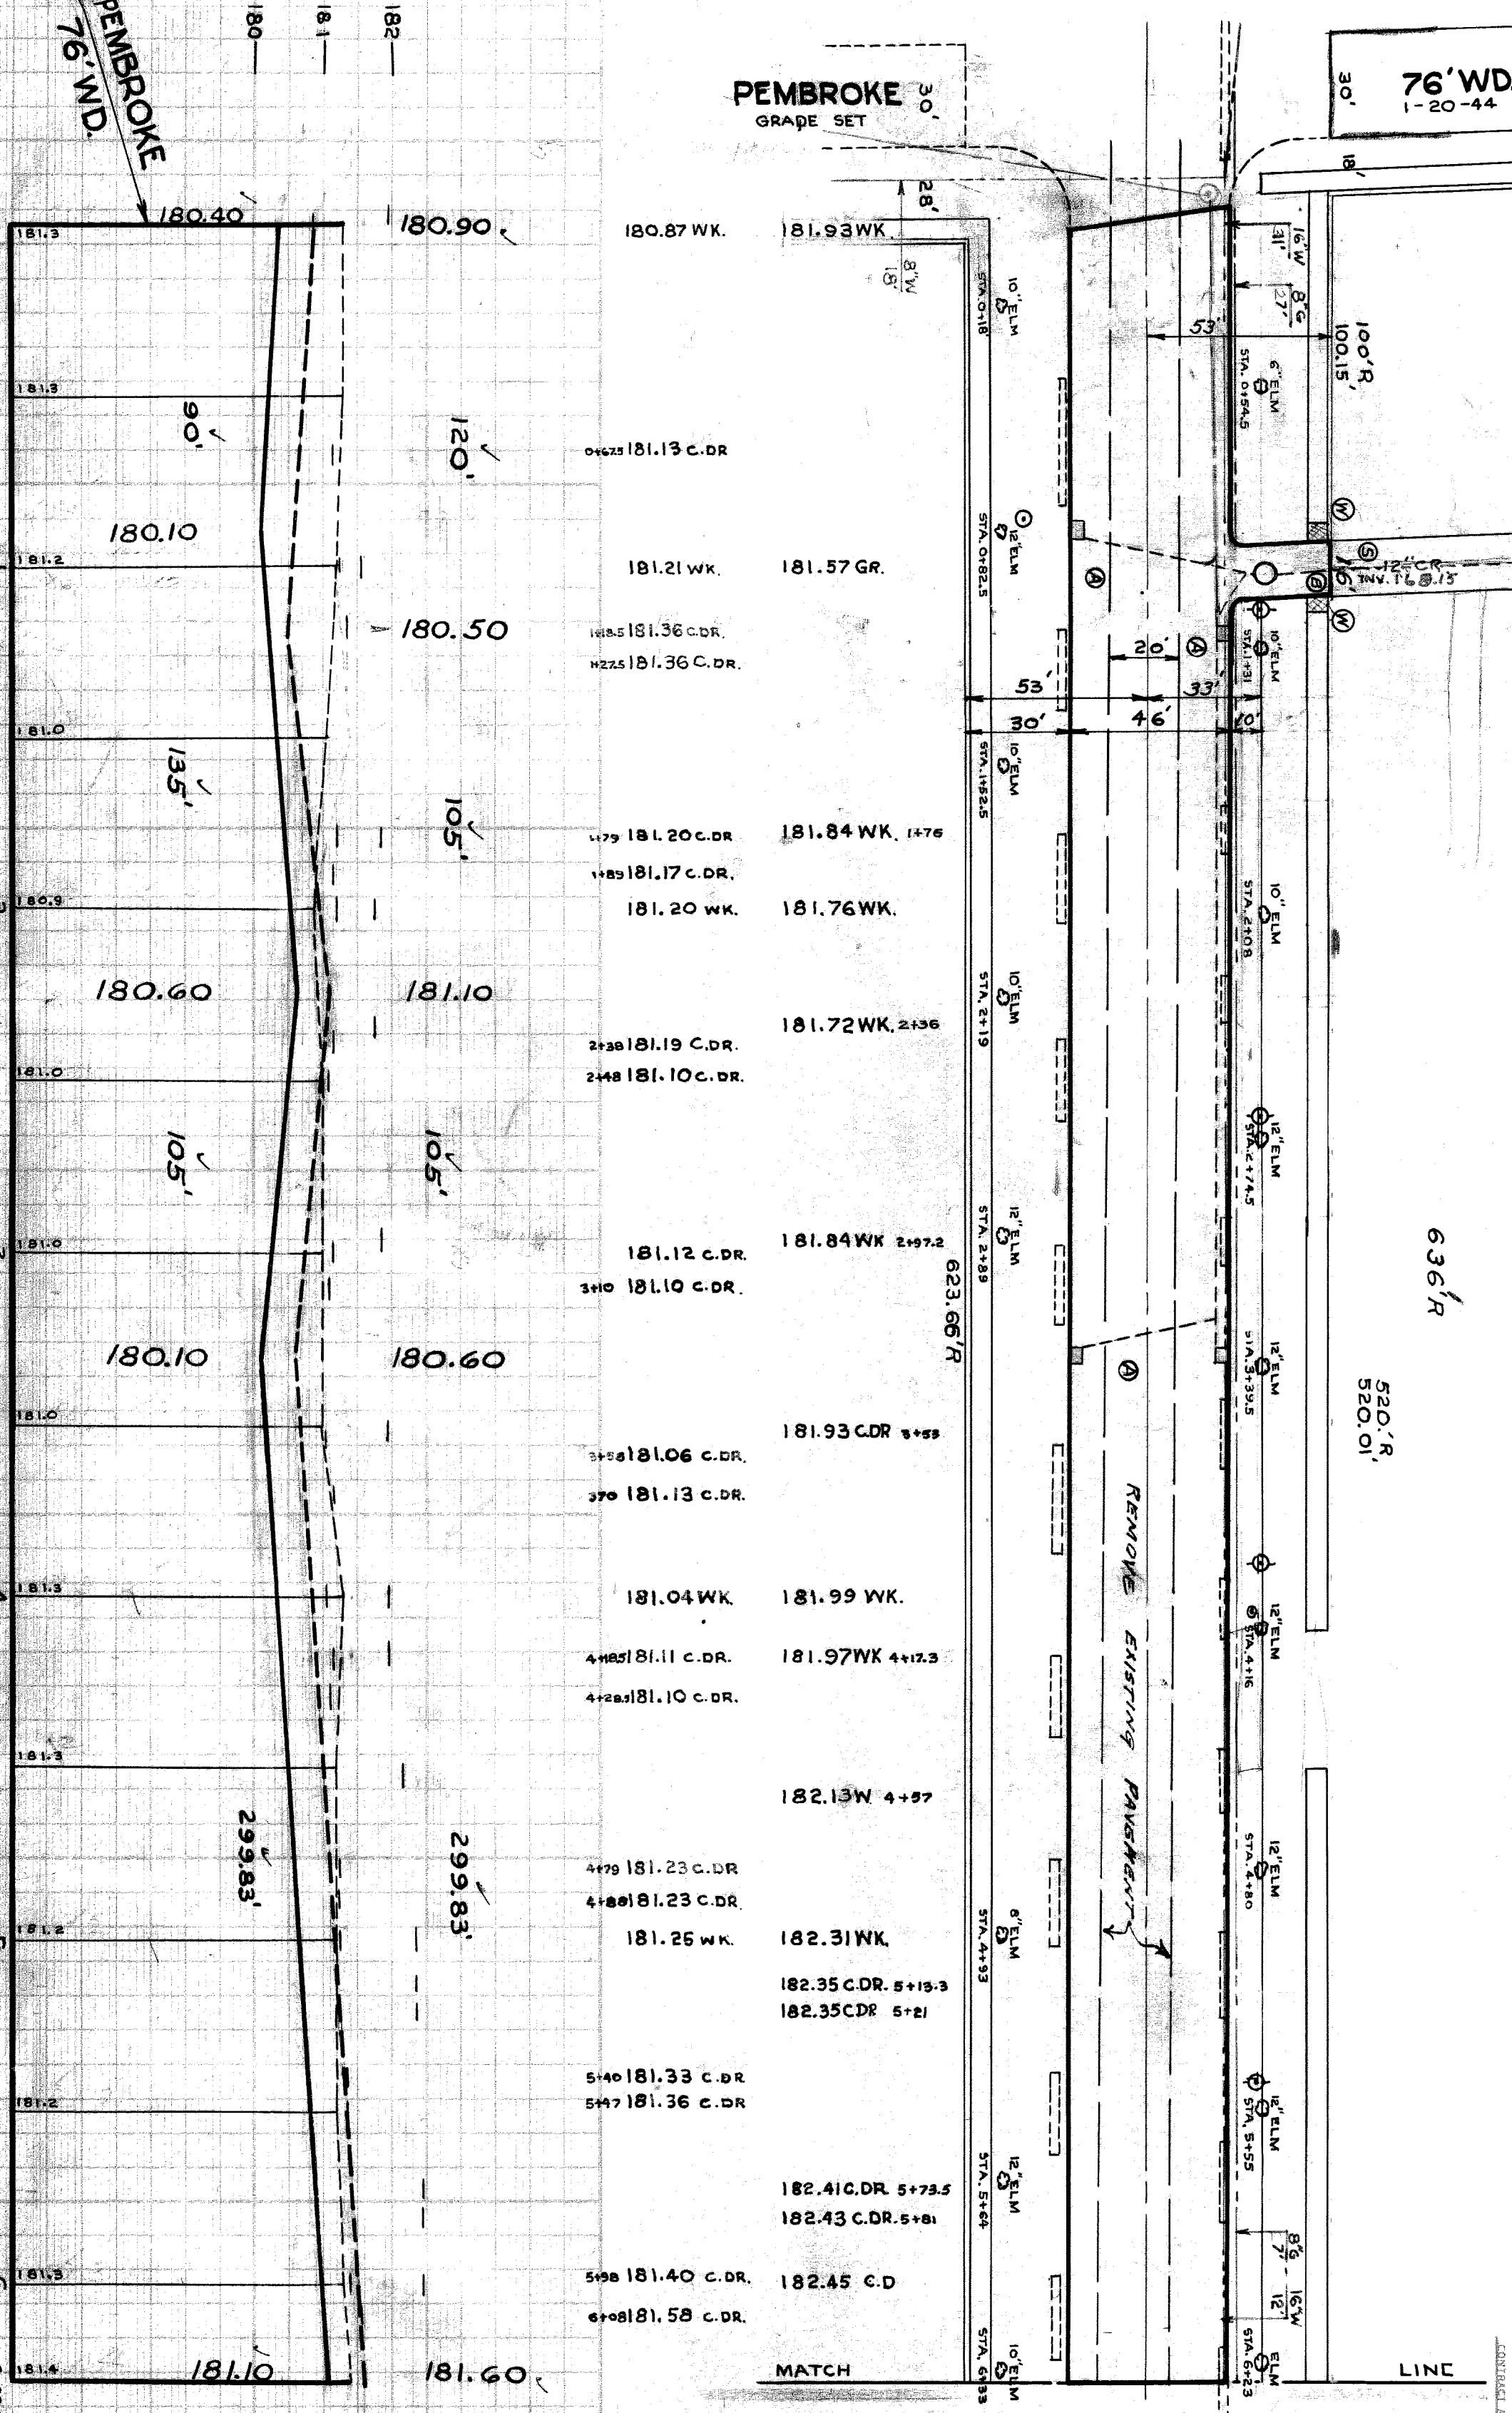 PEMBROKE
76' WD.
180
181
182
PEMBROKE
GRADE SET
30'
28'
8"W
18'
76' WD.
1-20-44
30'
18'
181.3
180.40
180.90
180.87 WK.
181.93 WK.
10" ELM
STA. 0+18
16"W
31'
8"G
27'
53'
100' R
100.15'
6" ELM
STA. 0+54.5
181.3
90'
120'
0+67.5 181.13 C.DR
180.10
12" ELM
STA. 0+82.5
W
S
12" CR
16'
B
W
A
181.2
181.21 WK.
181.57 GR.
180.50
181.36 C.DR.
1+27.5 181.36 C.DR.
10" ELM
STA. 1+31
20'
A
53'
33'
30'
46'
10'
181.0
135'
105'
10" ELM
STA. 1+52.5
1+79 181.20 C.DR
181.84 WK. 1+76
1+89 181.17 C.DR.
180.9
181.20 WK.
181.76 WK.
10" ELM
STA. 2+08
180.60
181.10
10" ELM
STA. 2+19
181.72 WK. 2+36
2+38 181.19 C.DR.
2+48 181.10 C.DR.
181.0
105'
105'
12" ELM
STA. 2+74.5
12" ELM
STA. 2+89
181.0
181.12 C.DR.
181.84 WK 2+97.2
3+10 181.10 C.DR.
623.66' R
636' R
180.10
180.60
A
12" ELM
STA. 3+39.5
520.' R
520.01'
181.0
181.93 C.DR 3+53
3+58 181.06 C.DR.
370 181.13 C.DR.
REMOVE EXISTING PAVEMENT
181.3
181.04 WK.
181.99 WK.
12" ELM
STA. 4+16
181.11 C.DR.
181.97 WK 4+17.3
4+28.5 181.10 C.DR.
181.3
182.13 W 4+57
299.83'
299.83'
4+79 181.23 C.DR
4+88 181.23 C.DR.
12" ELM
STA. 4+80
181.2
181.26 WK.
182.31 WK.
8" ELM
STA. 4+93
182.35 C.DR. 5+13.3
182.35 C.DR 5+21
5+40 181.33 C.DR
5+47 181.36 C.DR
181.2
12" ELM
STA. 5+55
182.41 C.DR. 5+73.5
182.43 C.DR. 5+81
12" ELM
STA. 5+64
8"G
7'
16"W
12'
181.3
5+98 181.40 C.DR.
182.45 C.D
6+08 181.58 C.DR.
181.4
181.10
181.60
MATCH
LINE
10" ELM
STA. 6+33
ELM
STA. 6+23